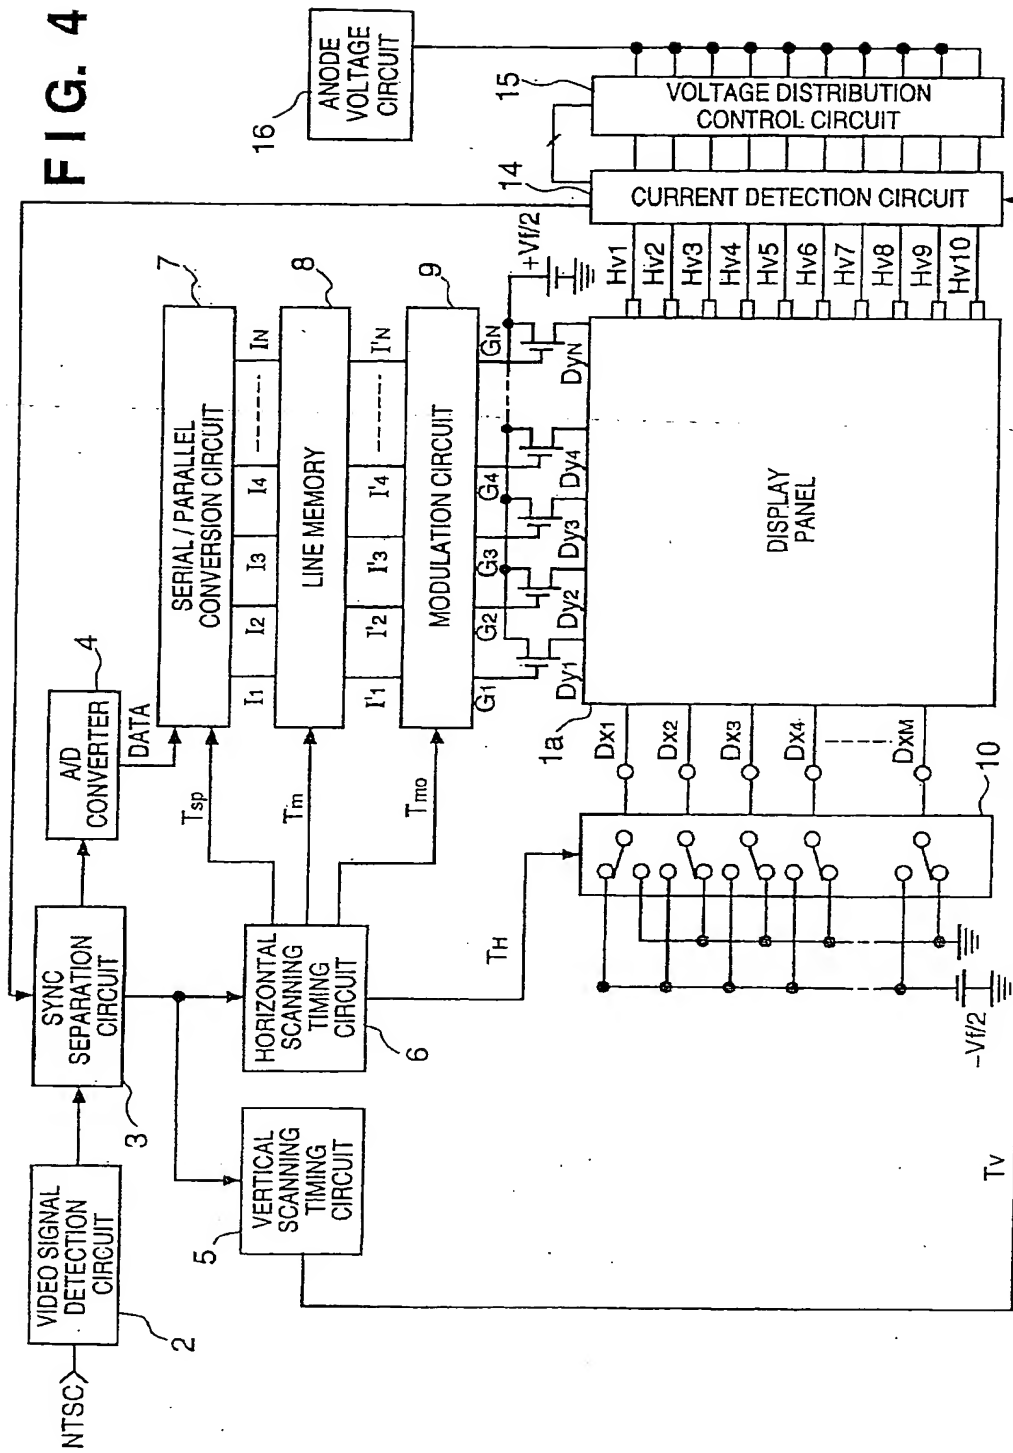 FIG. 4
NTSC
VIDEO SIGNAL
DETECTION
CIRCUIT
2
SYNC
SEPARATION
CIRCUIT
3
A/D
CONVERTER
4
DATA
VERTICAL
SCANNING
TIMING
CIRCUIT
5
HORIZONTAL
SCANNING
TIMING
CIRCUIT
6
Tsp
Tm
Tmo
TH
TV
SERIAL / PARALLEL
CONVERSION CIRCUIT
7
I1 I2 I3 I4 IN
LINE MEMORY
8
I'1 I'2 I'3 I'4 I'N
MODULATION CIRCUIT
9
G1 G2 G3 G4 GN
+Vf/2
Dy1 Dy2 Dy3 Dy4 DyN
1a
DISPLAY
PANEL
DX1
DX2
DX3
DX4
DXM
10
-Vf/2
Hv1
Hv2
Hv3
Hv4
Hv5
Hv6
Hv7
Hv8
Hv9
Hv10
14
CURRENT DETECTION CIRCUIT
15
VOLTAGE DISTRIBUTION
CONTROL CIRCUIT
16
ANODE
VOLTAGE
CIRCUIT